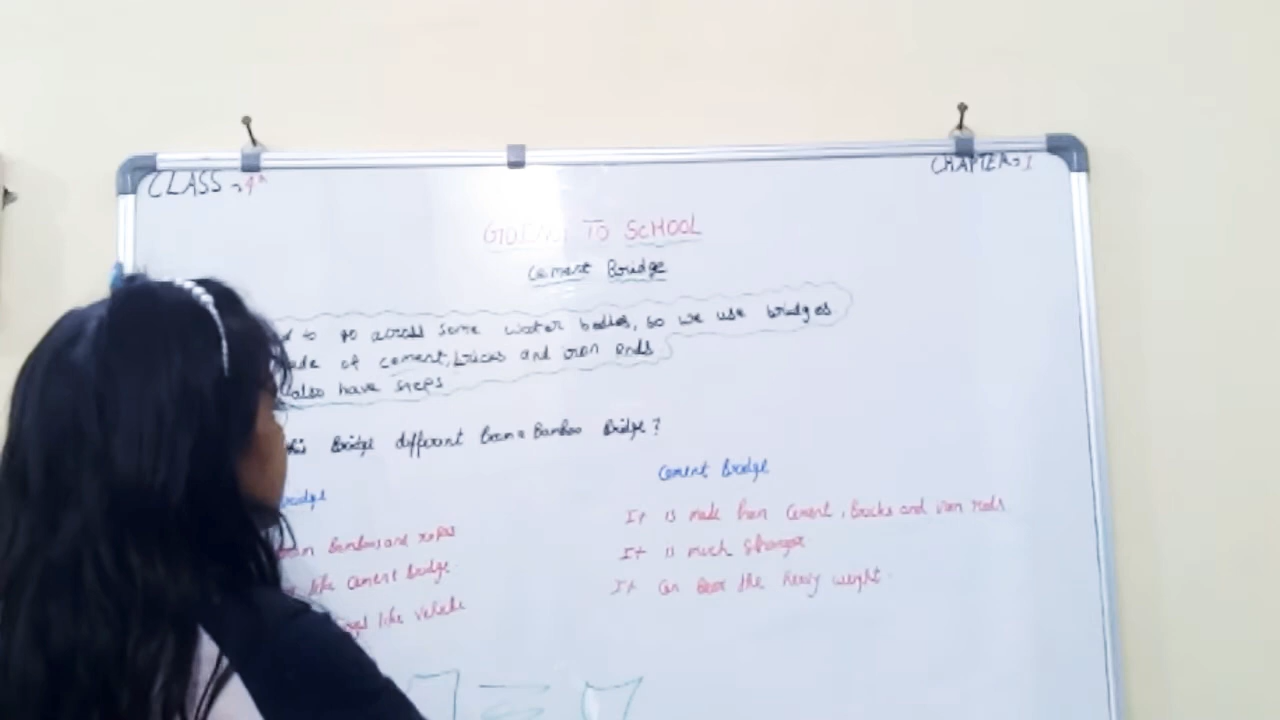 CLASS → 4th
CHAPTER → 1
GOING TO SCHOOL
Cement Bridge
to go across some water bodies, so we use bridges
of cement, bricks and iron rods
also have steps
Bridge different from a Bamboo Bridge?
Cement Bridge
It is made from Cement, Bricks and iron rods
Bamboo and ropes
It is much stronger
like Cement Bridge
It can bear the heavy weight.
like vehicle